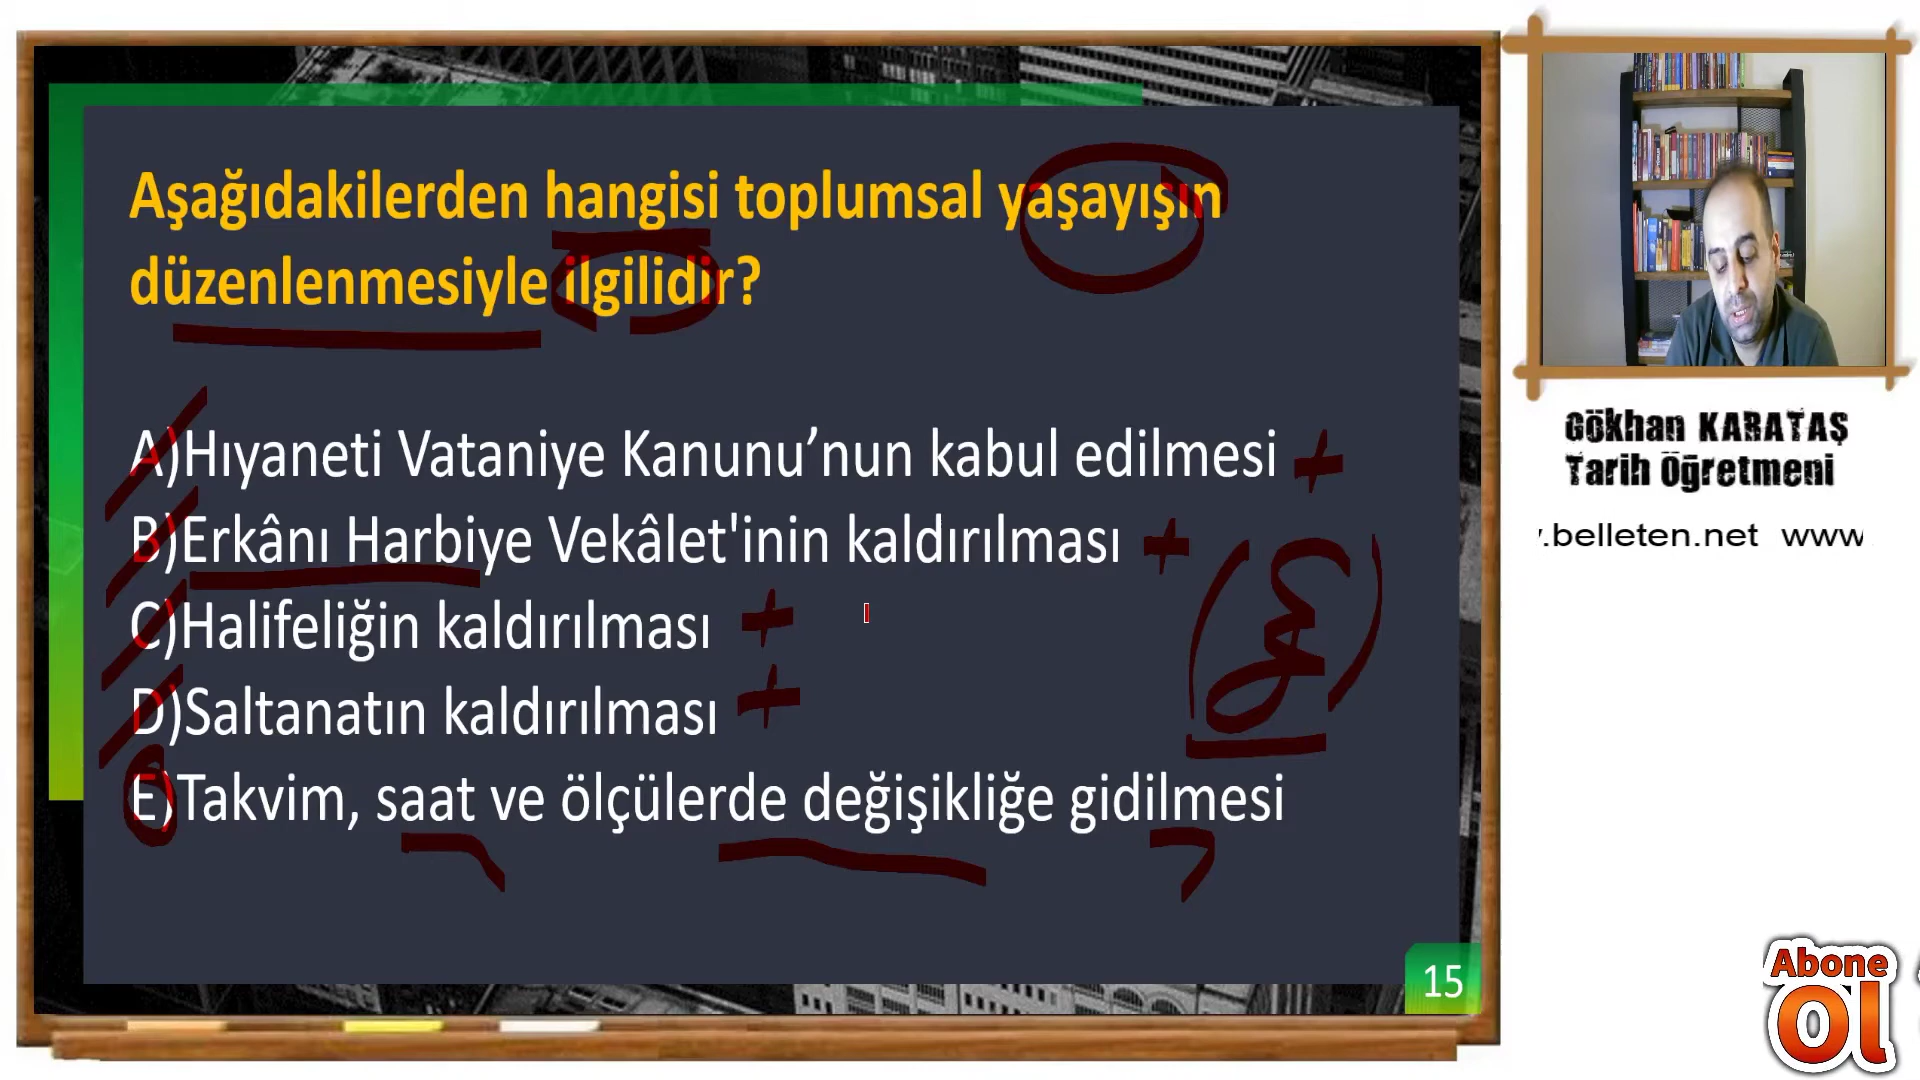 Aşağıdakilerden hangisi toplumsal yaşayışın
düzenlenmesiyle ilgilidir?
A)Hıyaneti Vataniye Kanunu’nun kabul edilmesi
B)Erkânı Harbiye Vekâlet'inin kaldırılması
C)Halifeliğin kaldırılması
D)Saltanatın kaldırılması
E)Takvim, saat ve ölçülerde değişikliğe gidilmesi
15
Gökhan KARATAŞ
Tarih Öğretmeni
.belleten.net www
Abone
Ol